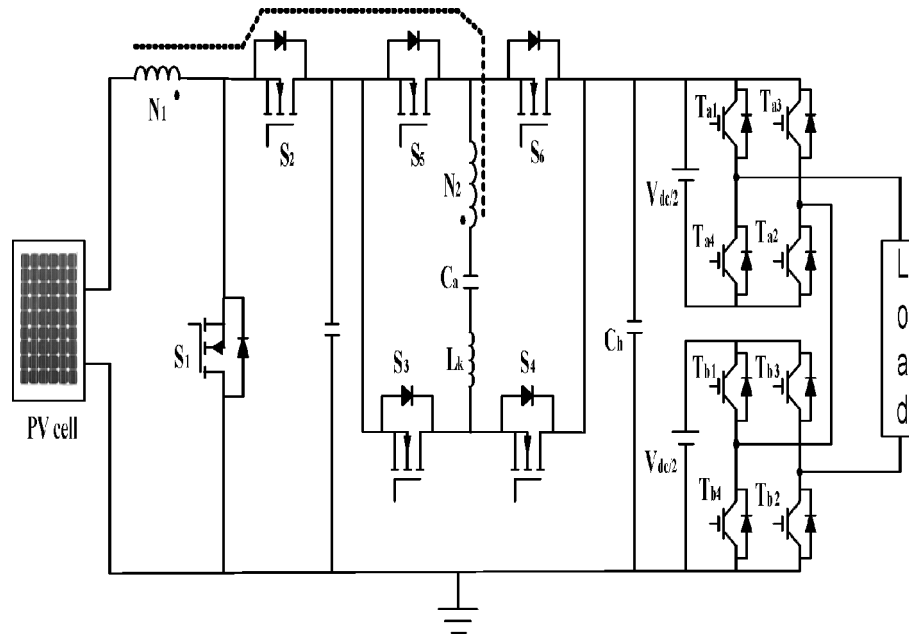 N1
S2
S5
S6
N2
Ca
Lk
S1
S3
S4
Ch
PV cell
Vdc/2
Ta1
Ta3
Ta4
Ta2
Vdc/2
Tb1
Tb3
Tb4
Tb2
Load